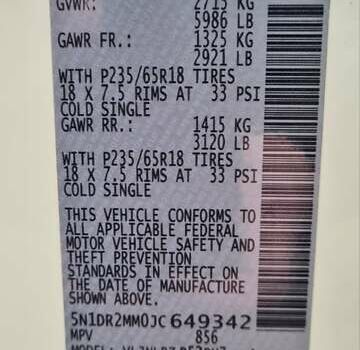 GVWR: 2715 KG
5986 LB
GAWR FR.: 1325 KG
2921 LB
WITH P235/65R18 TIRES
18 X 7.5 RIMS AT 33 PSI
COLD SINGLE
GAWR RR.: 1415 KG
3120 LB
WITH P235/65R18 TIRES
18 X 7.5 RIMS AT 33 PSI
COLD SINGLE
THIS VEHICLE CONFORMS TO
ALL APPLICABLE FEDERAL
MOTOR VEHICLE SAFETY AND
THEFT PREVENTION
STANDARDS IN EFFECT ON
THE DATE OF MANUFACTURE
SHOWN ABOVE.
5N1DR2MM0JC649342
MPV 856